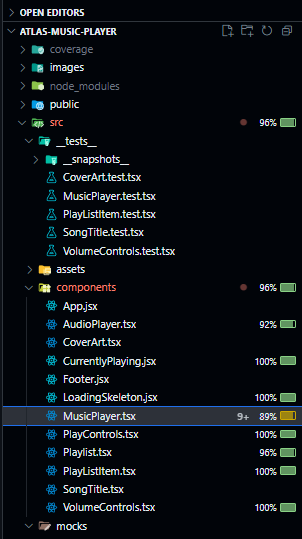 OPEN EDITORS
ATLAS-MUSIC-PLAYER
coverage
images
node_modules
public
src 96%
__tests__
__snapshots__
CoverArt.test.tsx
MusicPlayer.test.tsx
PlayListItem.test.tsx
SongTitle.test.tsx
VolumeControls.test.tsx
assets
components 96%
App.jsx
AudioPlayer.tsx 92%
CoverArt.tsx
CurrentlyPlaying.jsx 100%
Footer.jsx
LoadingSkeleton.jsx 100%
MusicPlayer.tsx 9+ 89%
PlayControls.tsx 100%
Playlist.tsx 96%
PlayListItem.tsx 100%
SongTitle.tsx
VolumeControls.tsx 100%
mocks